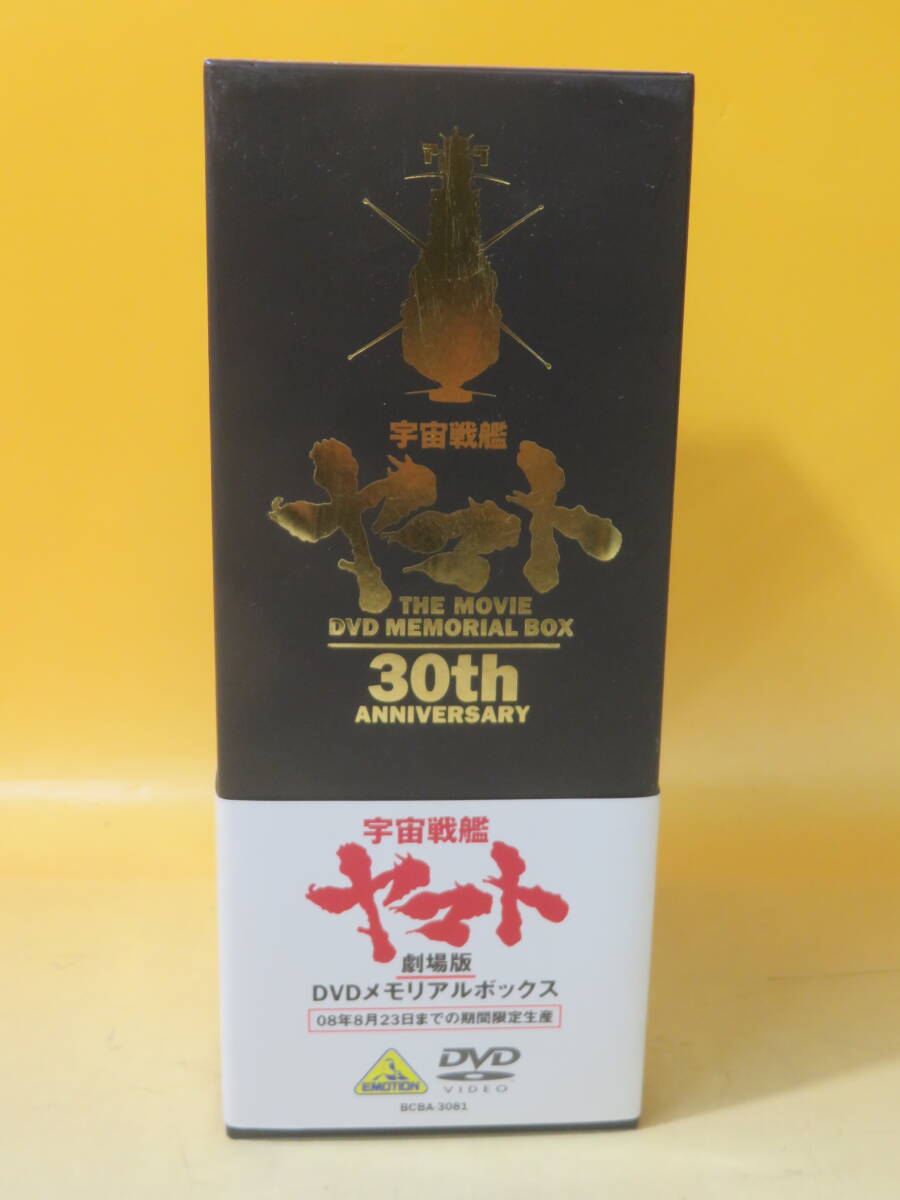 宇宙戦艦
ヤマト
THE MOVIE
DVD MEMORIAL BOX
30th
ANNIVERSARY
宇宙戦艦
ヤマト
劇場版
DVDメモリアルボックス
08年8月23日までの期間限定生産
EMOTION
DVD
VIDEO
BCBA-3081